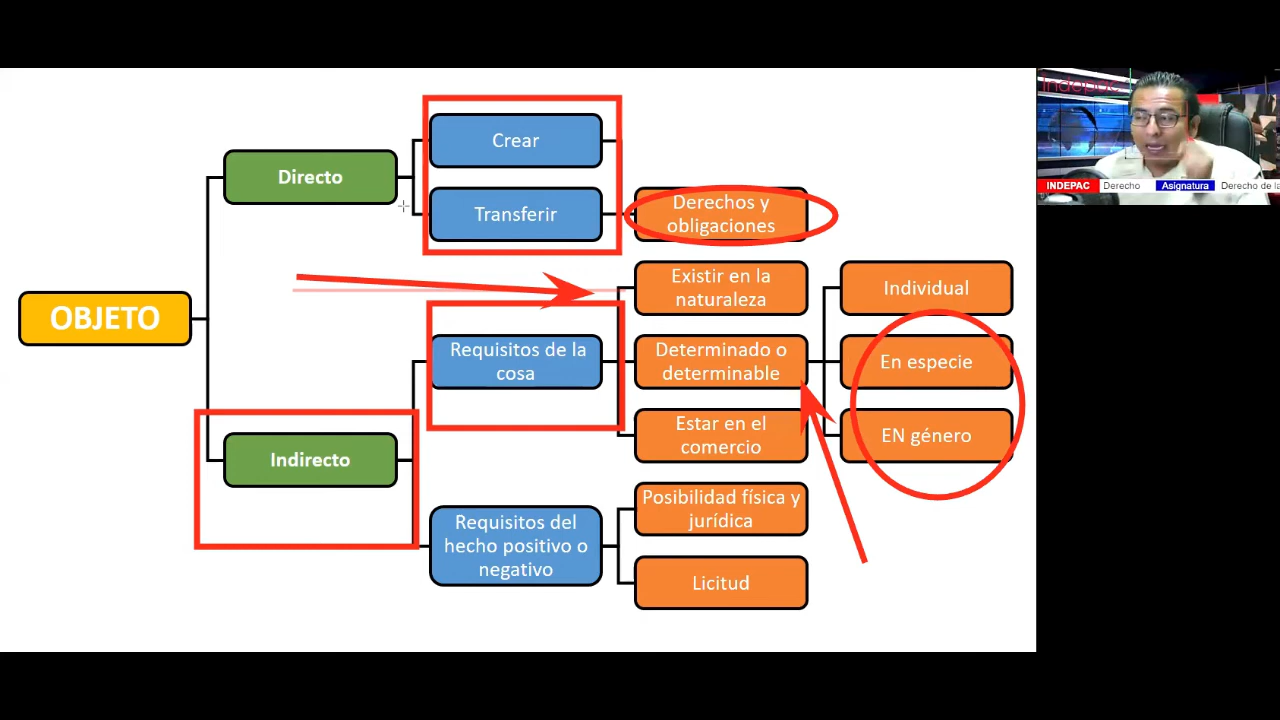 OBJETO
Directo
Crear
Transferir
Derechos y
obligaciones
Indirecto
Requisitos de la
cosa
Existir en la
naturaleza
Determinado o
determinable
Individual
En especie
EN género
Estar en el
comercio
Requisitos del
hecho positivo o
negativo
Posibilidad física y
jurídica
Licitud
Indepac
INDEPAC Derecho Asignatura Derecho de la